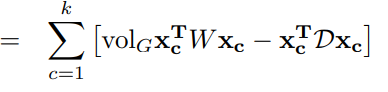 = \sum_{c=1}^{k} \left[ \mathrm{vol}_G \mathbf{x_c^T} W \mathbf{x_c} - \mathbf{x_c^T} \mathcal{D} \mathbf{x_c} \right]